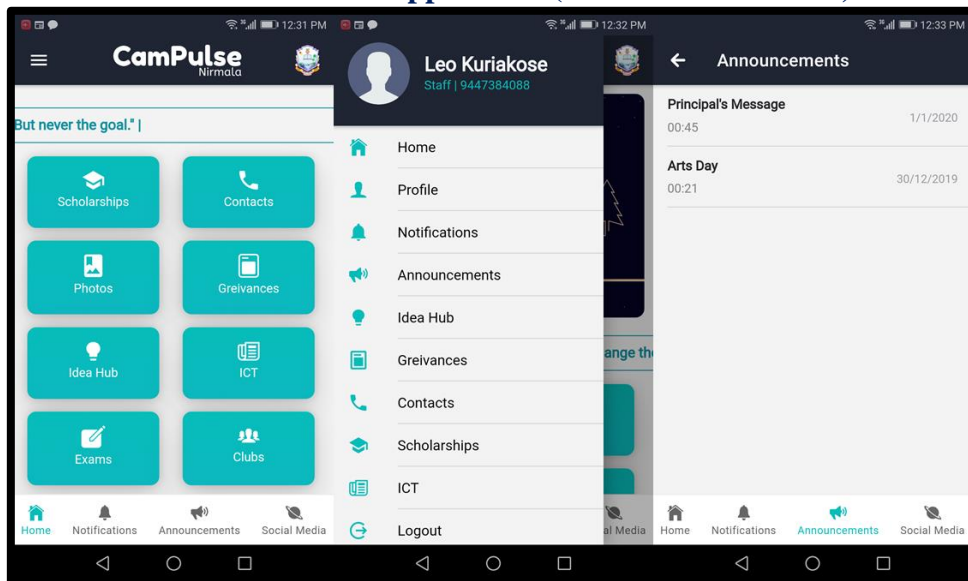 12:31 PM
CamPulse
Nirmala
But never the goal." |
Scholarships
Contacts
Photos
Greivances
Idea Hub
ICT
Exams
Clubs
Home
Notifications
Announcements
Social Media
12:32 PM
Leo Kuriakose
Staff | 9447384088
Home
Profile
Notifications
Announcements
Idea Hub
Greivances
Contacts
Scholarships
ICT
Logout
ange the
al Media
12:33 PM
Announcements
Principal's Message
00:45
1/1/2020
Arts Day
00:21
30/12/2019
Home
Notifications
Announcements
Social Media